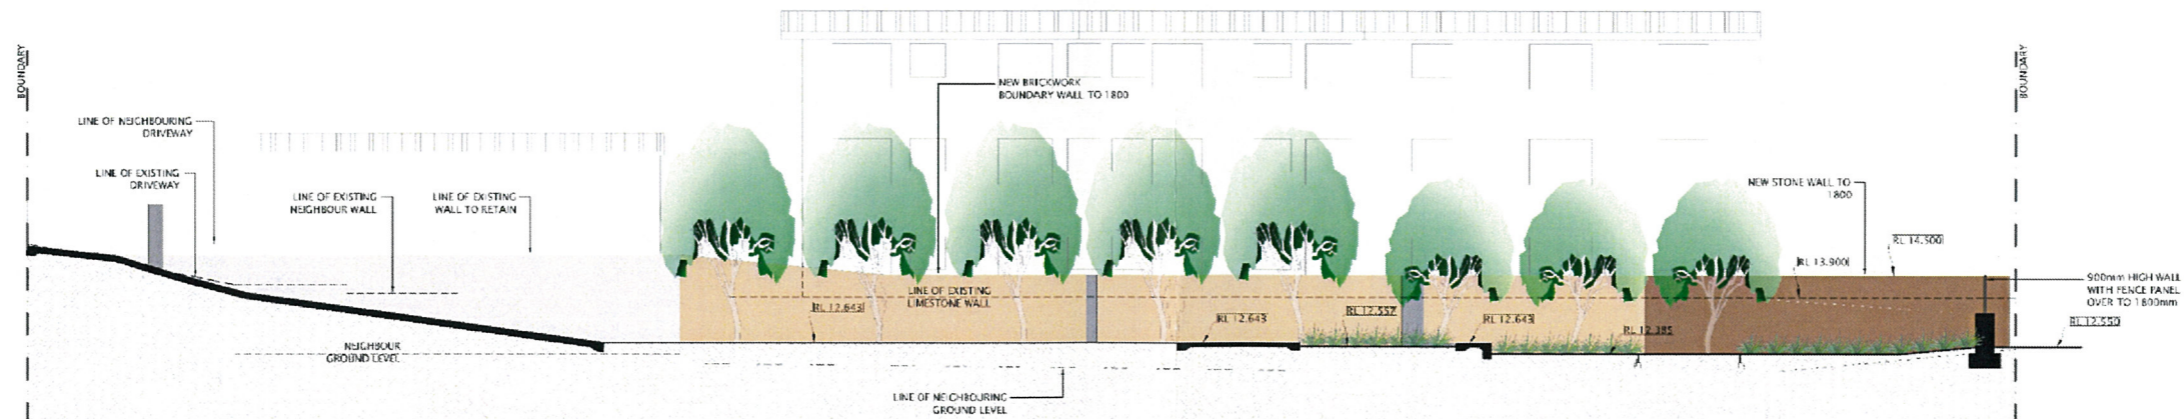 BOUNDARY
LINE OF NEIGHBOURING
DRIVEWAY
LINE OF EXISTING
DRIVEWAY
LINE OF EXISTING
NEIGHBOUR WALL
LINE OF EXISTING
WALL TO RETAIN
NEIGHBOUR
GROUND LEVEL
NEW BRICKWORK
BOUNDARY WALL TO 1800
LINE OF EXISTING
LIMESTONE WALL
RL 12.643
LINE OF NEIGHBOURING
GROUND LEVEL
RL 12.643
RL 12.557
RL 12.643
RL 12.385
NEW STONE WALL TO
1800
RL 13.900
RL 14.500
BOUNDARY
900mm HIGH WALL
WITH FENCE PANEL
OVER TO 1800mm
RL 12.550